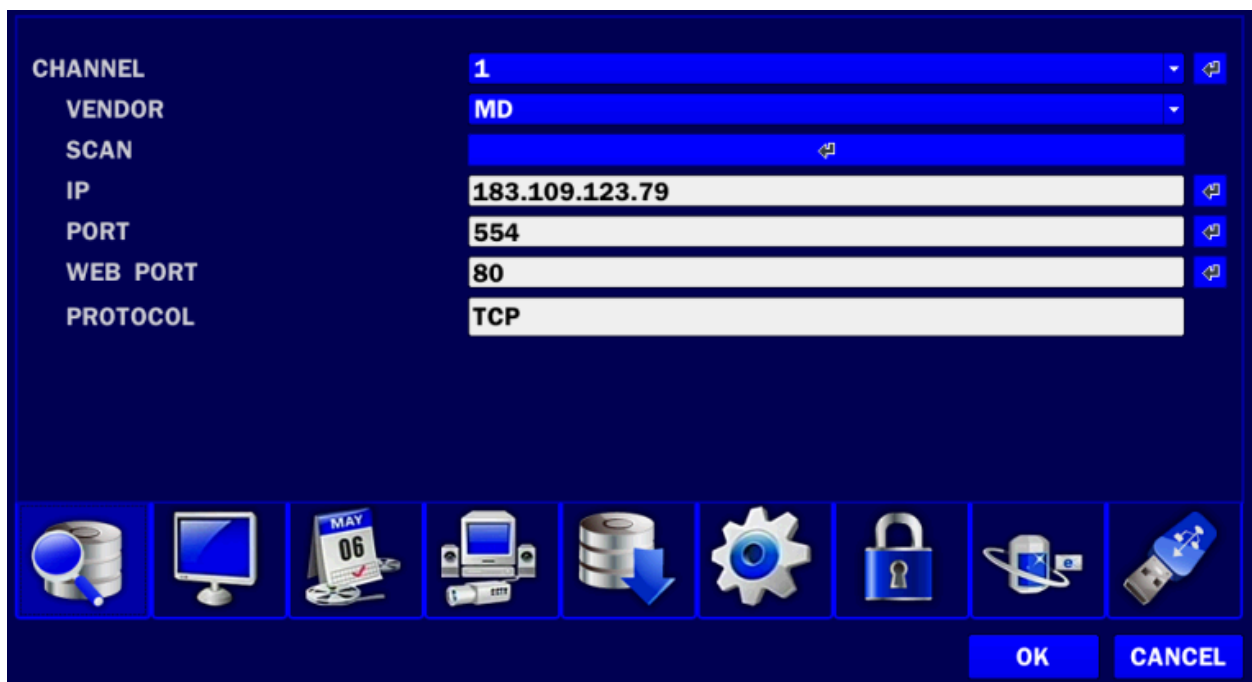 CHANNEL 1
VENDOR MD
SCAN
IP 183.109.123.79
PORT 554
WEB PORT 80
PROTOCOL TCP
MAY
06
e
OK CANCEL